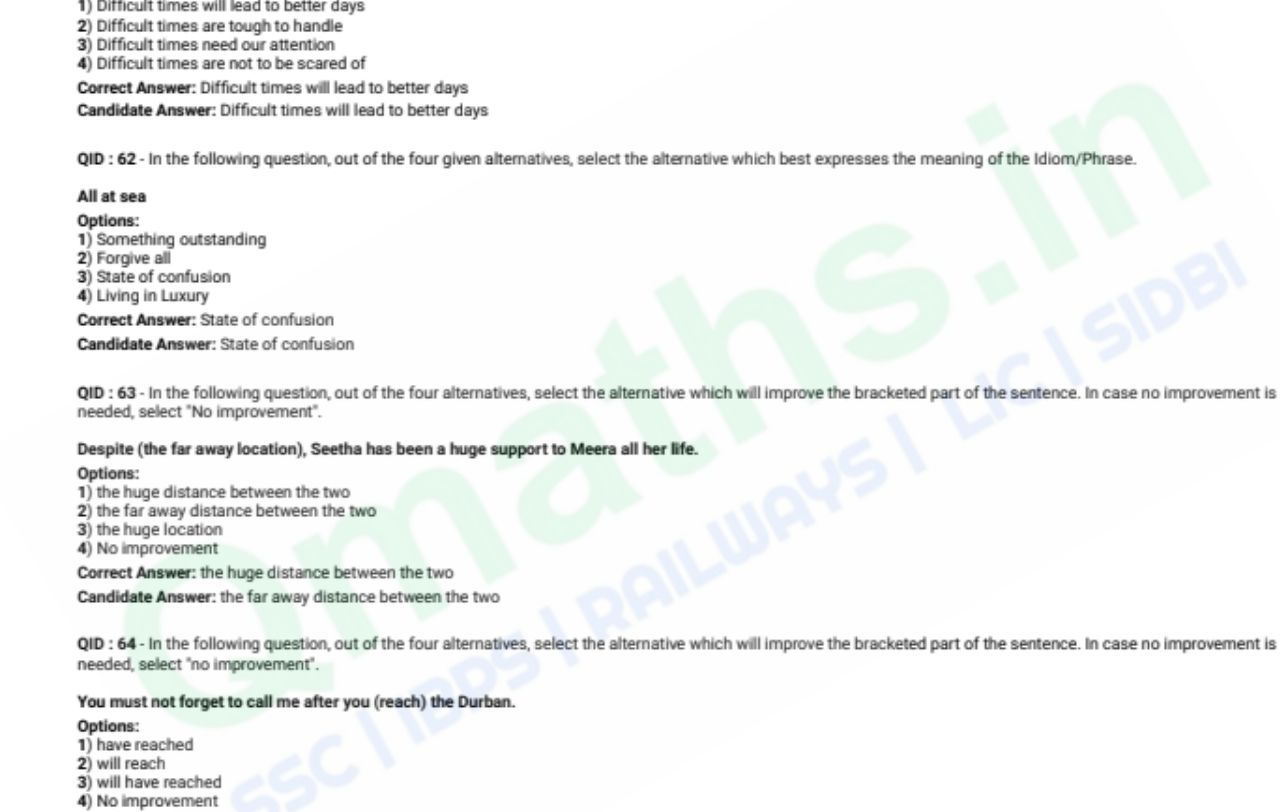 1) Difficult times will lead to better days
2) Difficult times are tough to handle
3) Difficult times need our attention
4) Difficult times are not to be scared of
Correct Answer: Difficult times will lead to better days
Candidate Answer: Difficult times will lead to better days
QID : 62 - In the following question, out of the four given alternatives, select the alternative which best expresses the meaning of the Idiom/Phrase.
All at sea
Options:
1) Something outstanding
2) Forgive all
3) State of confusion
4) Living in Luxury
Correct Answer: State of confusion
Candidate Answer: State of confusion
QID : 63 - In the following question, out of the four alternatives, select the alternative which will improve the bracketed part of the sentence. In case no improvement is
needed, select "No improvement".
Despite (the far away location), Seetha has been a huge support to Meera all her life.
Options:
1) the huge distance between the two
2) the far away distance between the two
3) the huge location
4) No improvement
Correct Answer: the huge distance between the two
Candidate Answer: the far away distance between the two
QID : 64 - In the following question, out of the four alternatives, select the alternative which will improve the bracketed part of the sentence. In case no improvement is
needed, select "no improvement".
You must not forget to call me after you (reach) the Durban.
Options:
1) have reached
2) will reach
3) will have reached
4) No improvement
Qmaths.in
SSC | IBPS | RAILWAYS | LIC | SIDBI